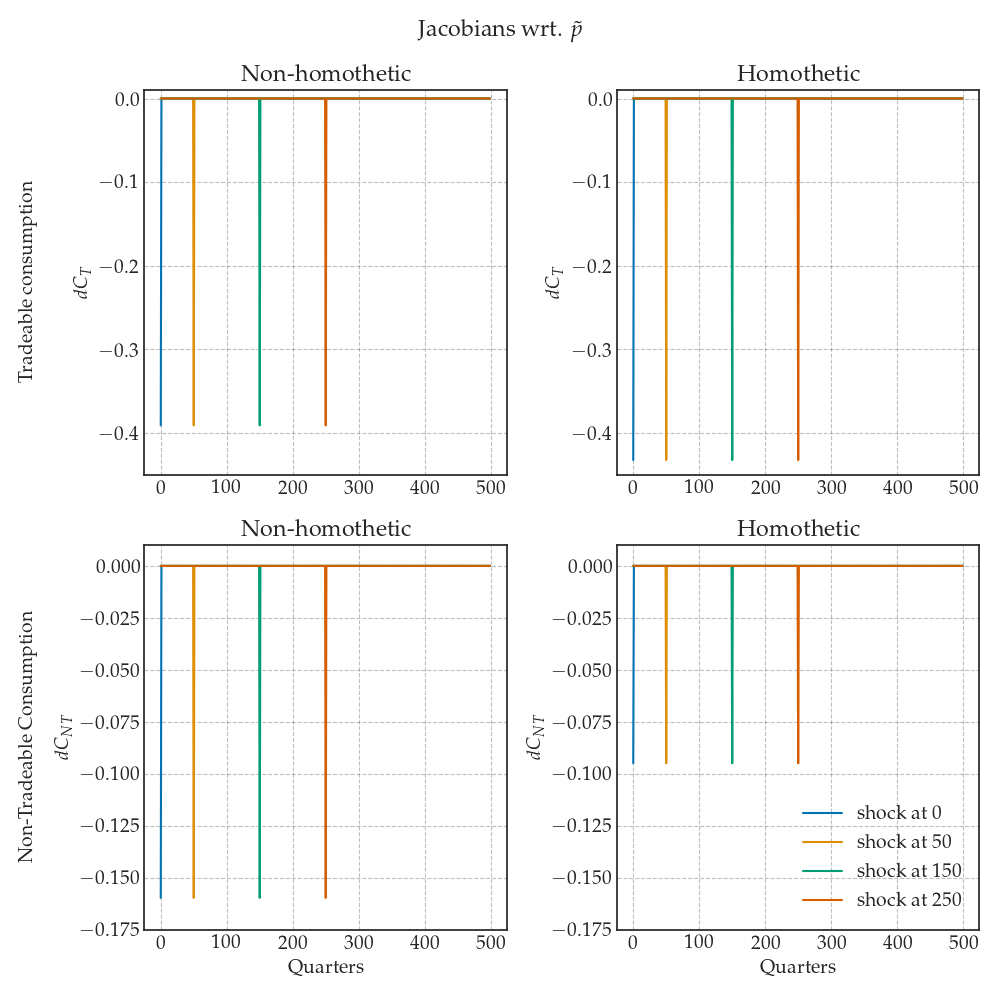 Jacobians wrt. p̃
Non-homothetic
Homothetic
Tradeable consumption
dC_T
0.0
−0.1
−0.2
−0.3
−0.4
0 100 200 300 400 500
dC_T
0.0
−0.1
−0.2
−0.3
−0.4
0 100 200 300 400 500
Non-homothetic
Homothetic
Non-Tradeable Consumption
dC_NT
0.000
−0.025
−0.050
−0.075
−0.100
−0.125
−0.150
−0.175
0 100 200 300 400 500
Quarters
dC_NT
0.000
−0.025
−0.050
−0.075
−0.100
−0.125
−0.150
−0.175
shock at 0
shock at 50
shock at 150
shock at 250
0 100 200 300 400 500
Quarters